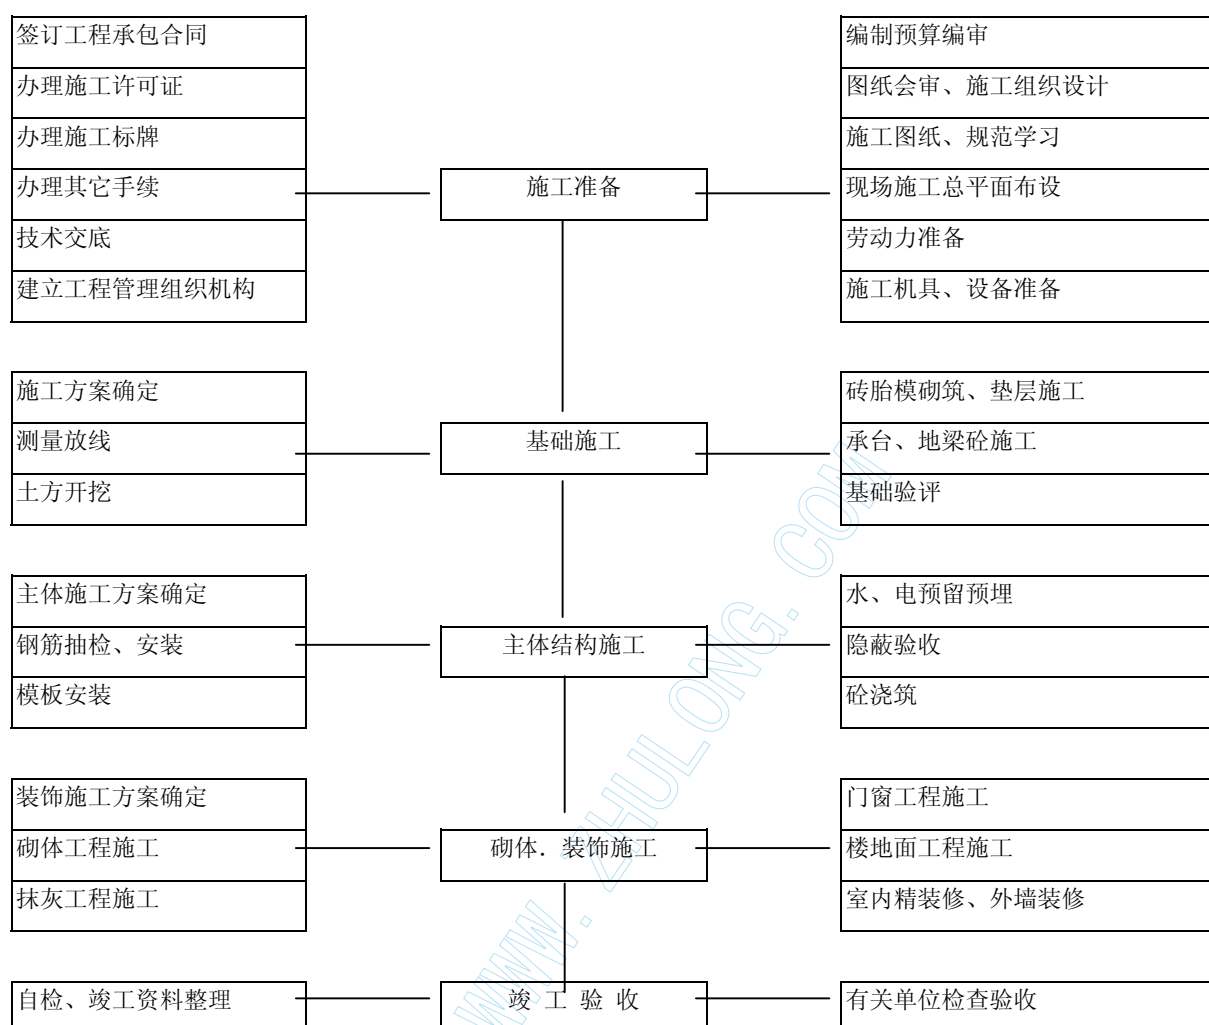 签订工程承包合同
办理施工许可证
办理施工标牌
办理其它手续
技术交底
建立工程管理组织机构
施工准备
编制预算编审
图纸会审、施工组织设计
施工图纸、规范学习
现场施工总平面布设
劳动力准备
施工机具、设备准备
施工方案确定
测量放线
土方开挖
基础施工
砖胎模砌筑、垫层施工
承台、地梁砼施工
基础验评
主体施工方案确定
钢筋抽检、安装
模板安装
主体结构施工
水、电预留预埋
隐蔽验收
砼浇筑
装饰施工方案确定
砌体工程施工
抹灰工程施工
砌体．装饰施工
门窗工程施工
楼地面工程施工
室内精装修、外墙装修
自检、竣工资料整理
竣 工 验 收
有关单位检查验收
WWW. ZHULONG. COM